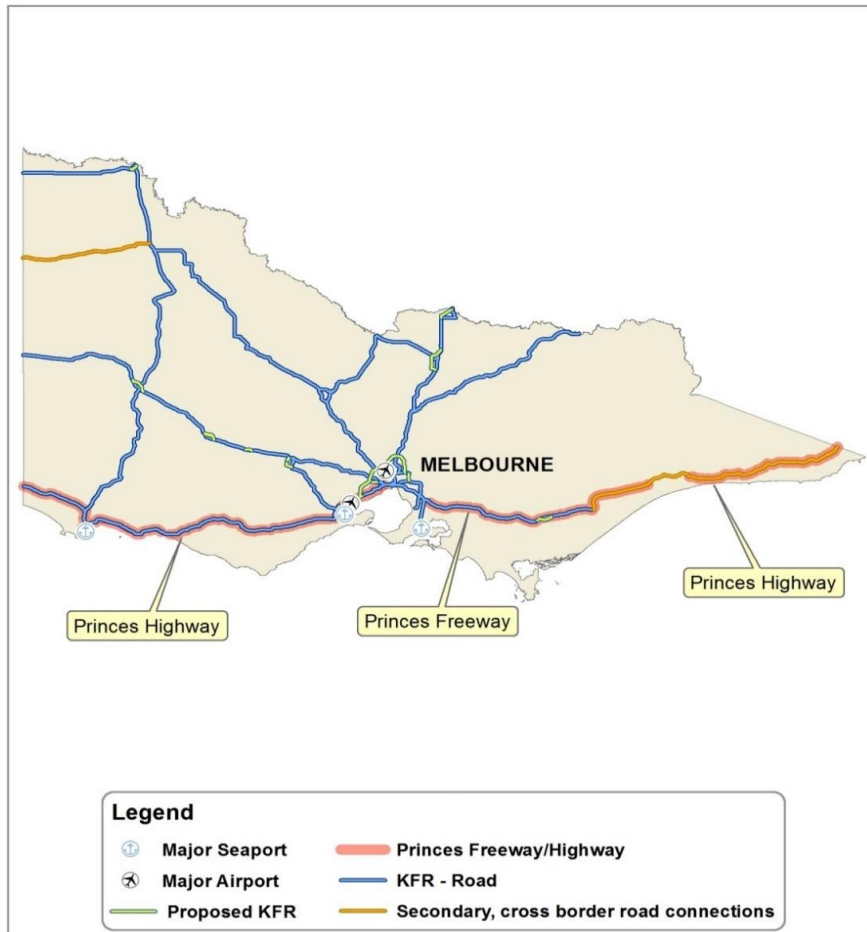 MELBOURNE
Princes Highway
Princes Freeway
Princes Highway
Legend
Major Seaport
Princes Freeway/Highway
Major Airport
KFR - Road
Proposed KFR
Secondary, cross border road connections